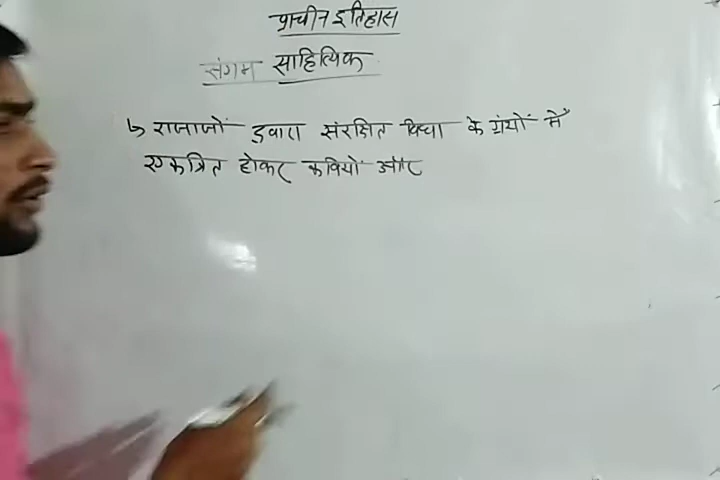 प्राचीन इतिहास
संगम साहित्यिक
↳ राजाओं द्वारा संरक्षित विद्या के ग्रंथों में
एकत्रित होकर कवियों और